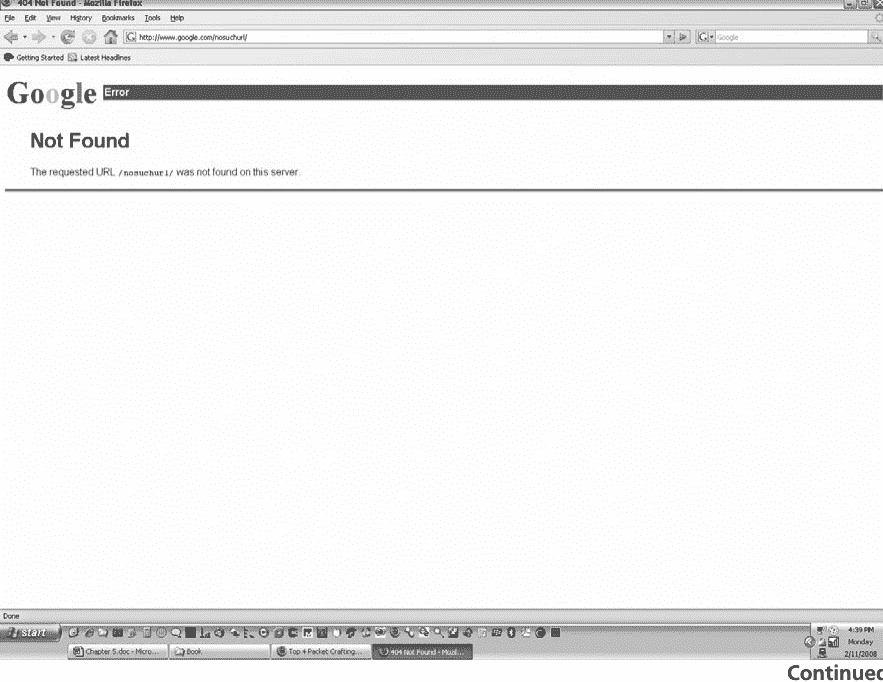 404 Not Found - Mozilla Firefox
File Edit View History Bookmarks Tools Help
http://www.google.com/nosuchurl/
Google
Getting Started Latest Headlines
Google Error
Not Found
The requested URL /nosuchurl/ was not found on this server.
Done
start
4:39 PM
Monday
2/11/2008
Chapter 5.doc - Micro...
Book
Top 4 Packet Crafting...
404 Not Found - Mozil...
Continued